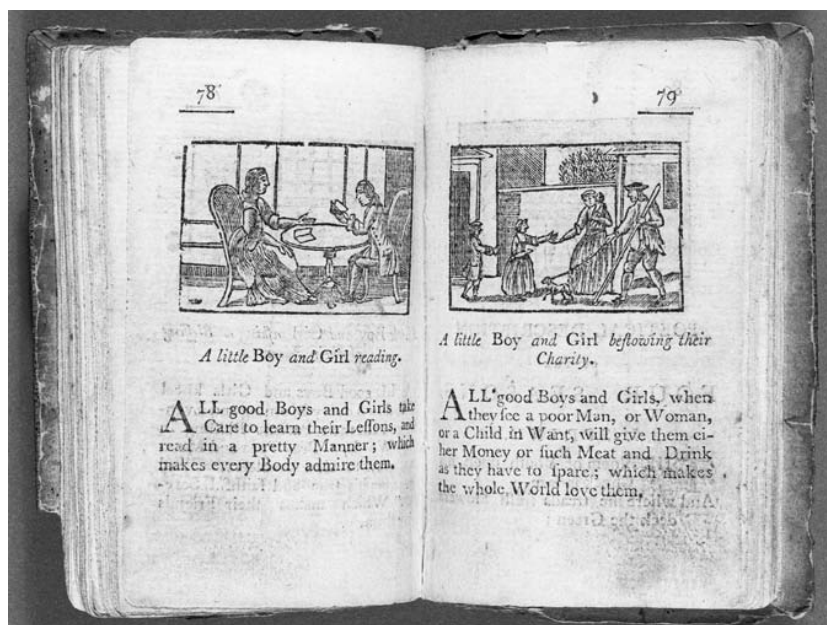 78
A little Boy and Girl reading.
ALL good Boys and Girls take
Care to learn their Leſſons, and
read in a pretty Manner; which
makes every Body admire them.
79
A little Boy and Girl beſtowing their
Charity.
ALL good Boys and Girls, when
they ſee a poor Man, or Woman,
or a Child in Want, will give them ei-
her Money or ſuch Meat and Drink
as they have to ſpare; which makes
the whole World love them.